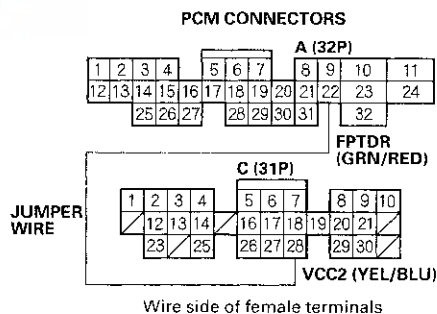 PCM CONNECTORS
A (32P)
1 2 3 4 5 6 7 8 9 10 11
12 13 14 15 16 17 18 19 20 21 22 23 24
25 26 27 28 29 30 31 32
FPTDR
(GRN/RED)
C (31P)
1 2 3 4 5 6 7 8 9 10
12 13 14 16 17 18 19 20 21
23 25 26 27 28 29 30
JUMPER
WIRE
VCC2 (YEL/BLU)
Wire side of female terminals